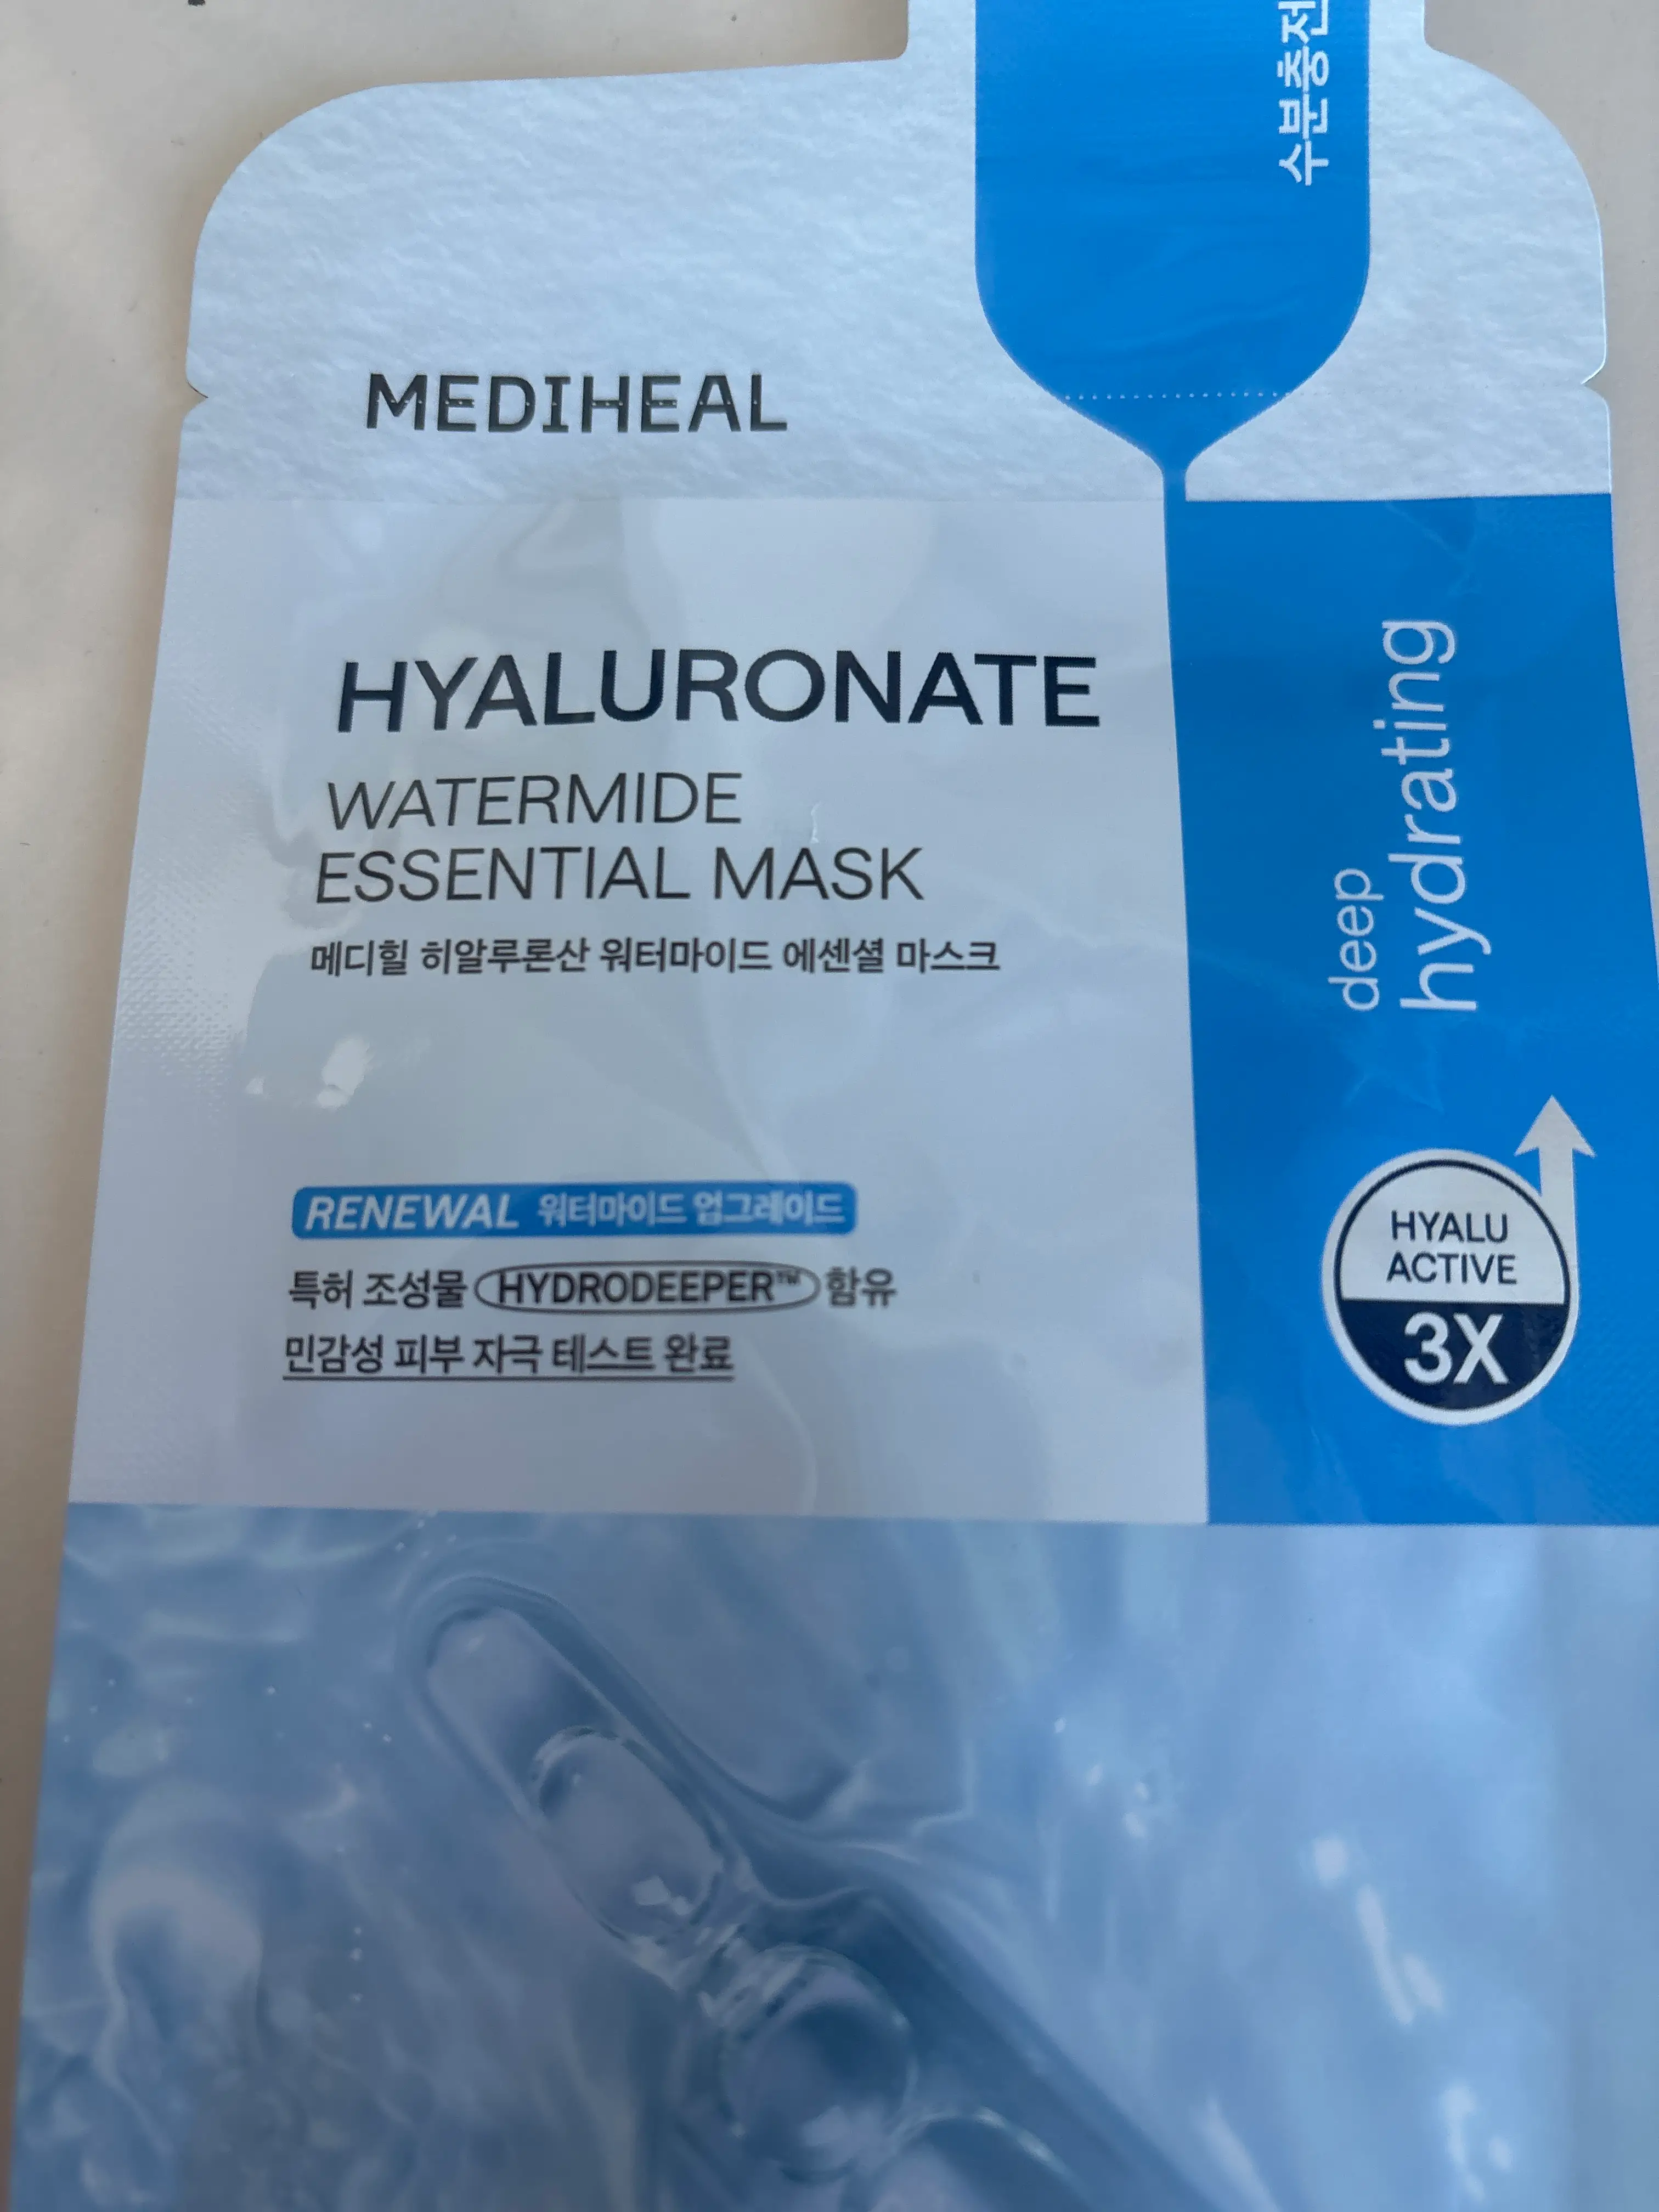 수분충전
MEDIHEAL
HYALURONATE
WATERMIDE
ESSENTIAL MASK
메디힐 히알루론산 워터마이드 에센셜 마스크
deep
hydrating
RENEWAL 워터마이드 업그레이드
특허 조성물 HYDRODEEPER™ 함유
민감성 피부 자극 테스트 완료
HYALU
ACTIVE
3X